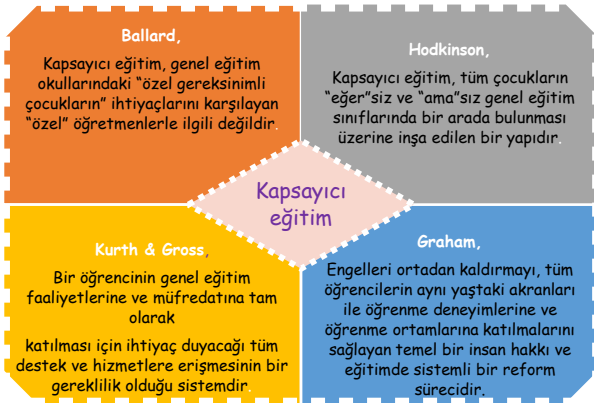 Ballard,
Kapsayıcı eğitim, genel eğitim
okullarındaki “özel gereksinimli
çocukların” ihtiyaçlarını karşılayan
“özel” öğretmenlerle ilgili değildir.
Hodkinson,
Kapsayıcı eğitim, tüm çocukların
“eğer”siz ve “ama”sız genel eğitim
sınıflarında bir arada bulunması
üzerine inşa edilen bir yapıdır.
Kapsayıcı
eğitim
Kurth & Gross,
Bir öğrencinin genel eğitim
faaliyetlerine ve müfredatına tam
olarak
katılması için ihtiyaç duyacağı tüm
destek ve hizmetlere erişmesinin bir
gereklilik olduğu sistemdir.
Graham,
Engelleri ortadan kaldırmayı, tüm
öğrencilerin aynı yaştaki akranları
ile öğrenme deneyimlerine ve
öğrenme ortamlarına katılmalarını
sağlayan temel bir insan hakkı ve
eğitimde sistemli bir reform
sürecidir.